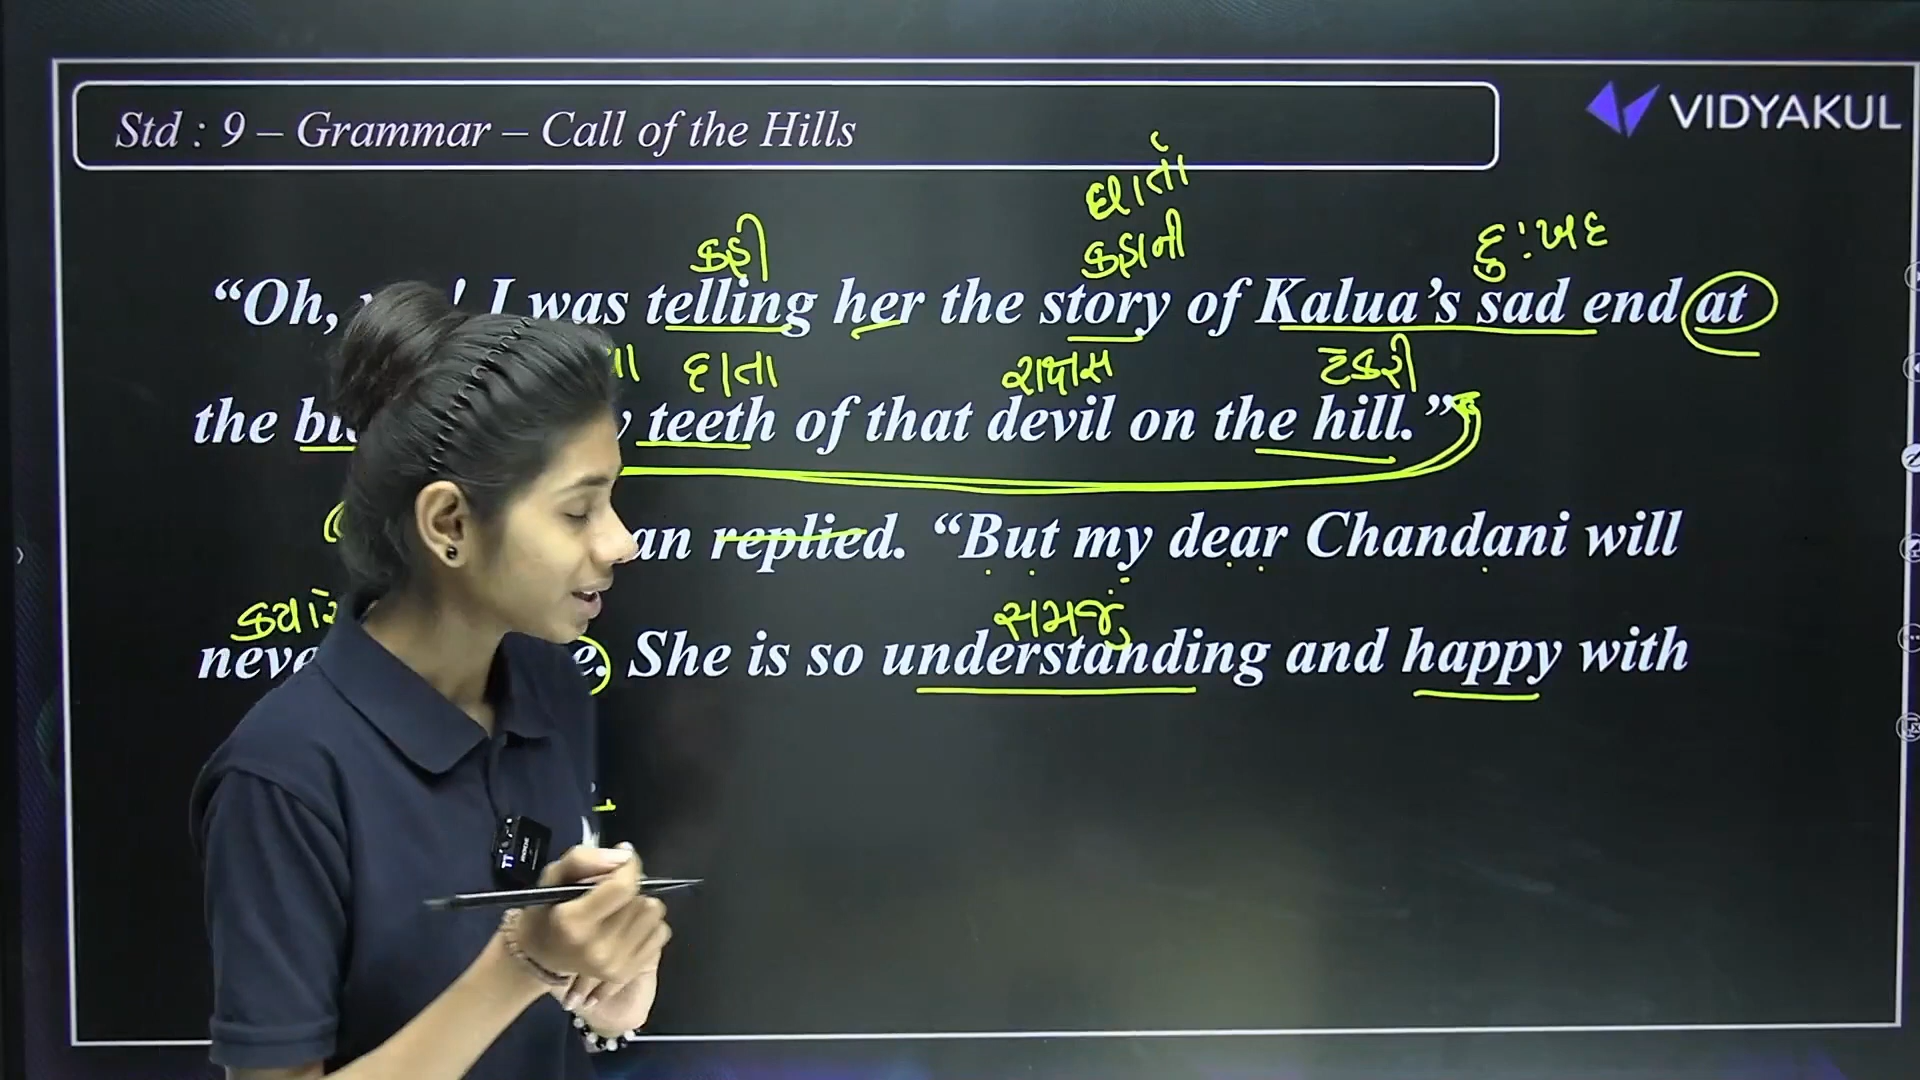 Std : 9 – Grammar – Call of the Hills
VIDYAKUL
વાર્તા
કહી કહાની દુ:ખદ
“Oh, ! I was telling her the story of Kalua’s sad end at
દાંતા રાક્ષસ ટેકરી
the teeth of that devil on the hill.”
replied. “But my dear Chandani will
સમજું
She is so understanding and happy with